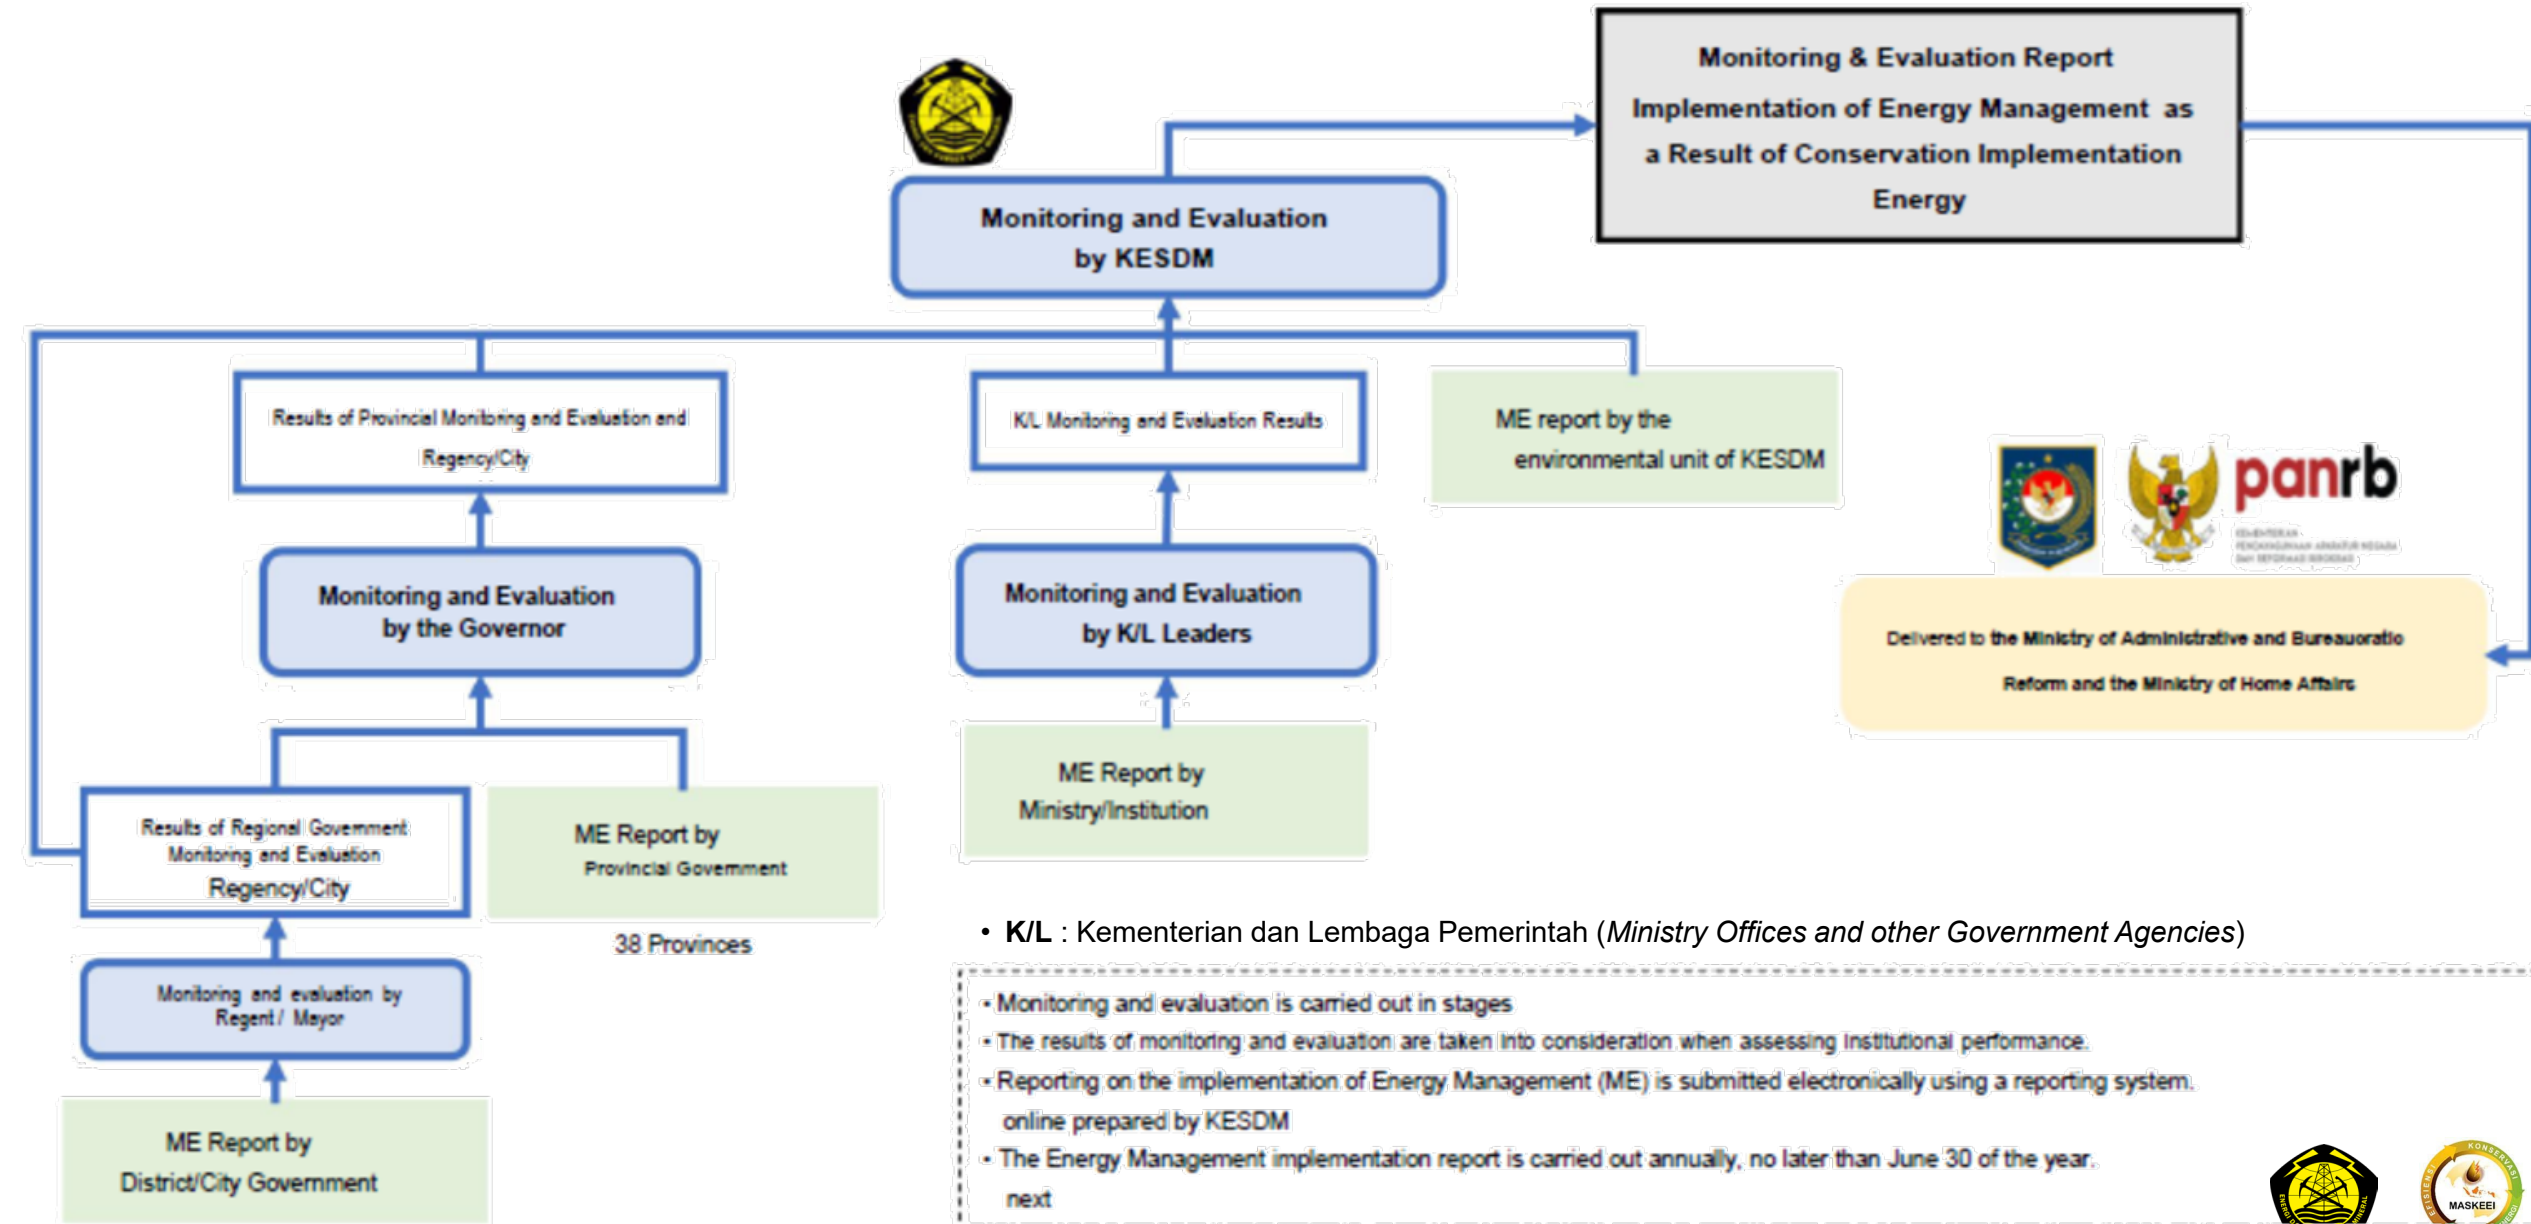 Monitoring & Evaluation Report
Implementation of Energy Management as
a Result of Conservation Implementation
Energy
Monitoring and Evaluation
by KESDM
Results of Provincial Monitoring and Evaluation and
Regency/City
K/L Monitoring and Evaluation Results
ME report by the
environmental unit of KESDM
panrb
KEMENTERIAN
PENDAYAGUNAAN APARATUR NEGARA
DAN REFORMASI BIROKRASI
Monitoring and Evaluation
by the Governor
Monitoring and Evaluation
by K/L Leaders
Delivered to the Ministry of Administrative and Bureauoratio
Reform and the Ministry of Home Affairs
ME Report by
Ministry/Institution
Results of Regional Government
Monitoring and Evaluation
Regency/City
ME Report by
Provincial Government
38 Provinces
Monitoring and evaluation by
Regent / Mayor
ME Report by
District/City Government
• K/L : Kementerian dan Lembaga Pemerintah (Ministry Offices and other Government Agencies)
• Monitoring and evaluation is carried out in stages
• The results of monitoring and evaluation are taken into consideration when assessing institutional performance.
• Reporting on the implementation of Energy Management (ME) is submitted electronically using a reporting system.
online prepared by KESDM
• The Energy Management implementation report is carried out annually, no later than June 30 of the year.
next
MASKEEI